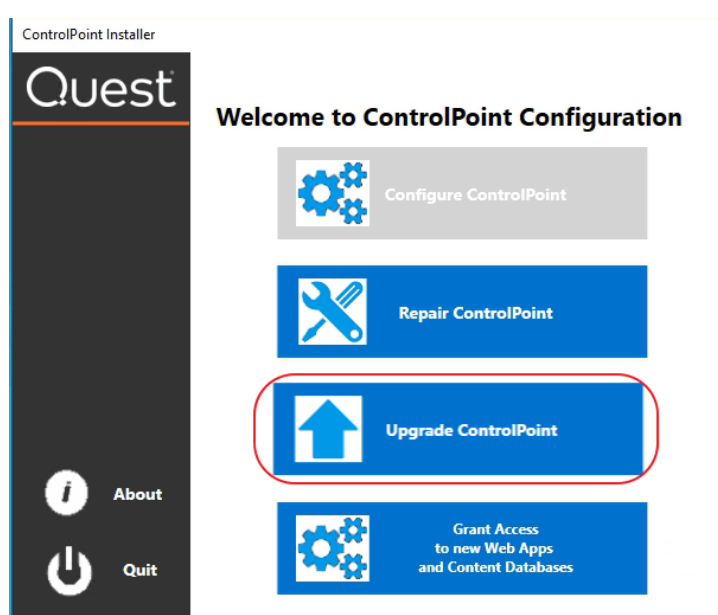 ControlPoint Installer
Quest
Welcome to ControlPoint Configuration
Configure ControlPoint
Repair ControlPoint
Upgrade ControlPoint
Grant Access
to new Web Apps
and Content Databases
i
About
Quit